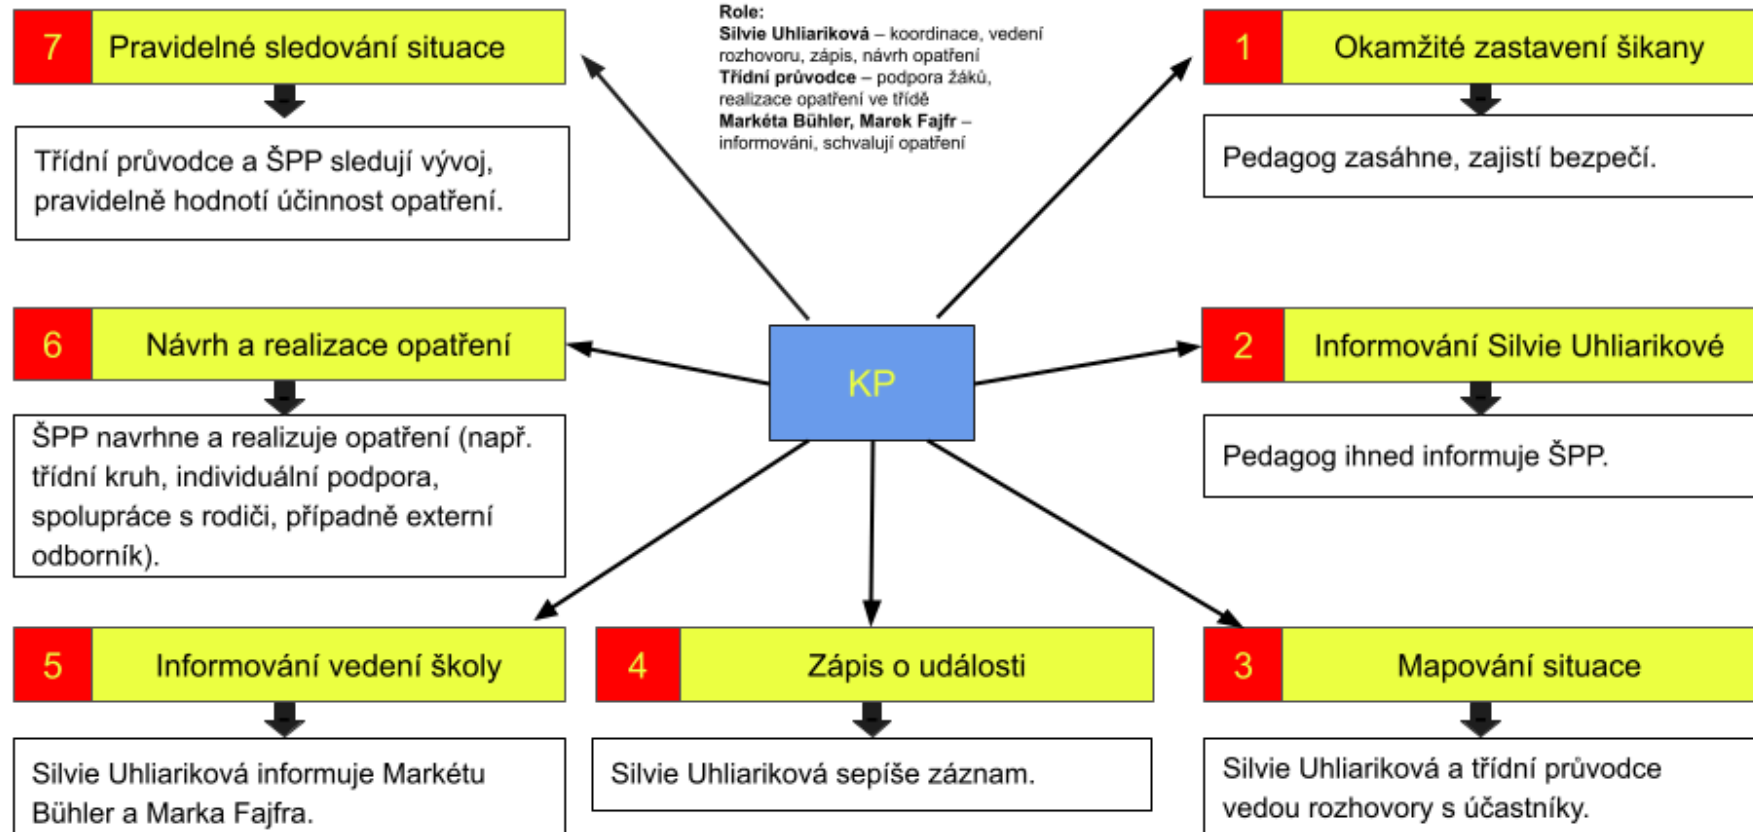 Role:
Silvie Uhliariková – koordinace, vedení
rozhovoru, zápis, návrh opatření
Třídní průvodce – podpora žáků,
realizace opatření ve třídě
Markéta Bühler, Marek Fajfr –
informováni, schvalují opatření
KP
1 Okamžité zastavení šikany
Pedagog zasáhne, zajistí bezpečí.
2 Informování Silvie Uhliarikové
Pedagog ihned informuje ŠPP.
3 Mapování situace
Silvie Uhliariková a třídní průvodce
vedou rozhovory s účastníky.
4 Zápis o události
Silvie Uhliariková sepíše záznam.
5 Informování vedení školy
Silvie Uhliariková informuje Markétu
Bühler a Marka Fajfra.
6 Návrh a realizace opatření
ŠPP navrhne a realizuje opatření (např.
třídní kruh, individuální podpora,
spolupráce s rodiči, případně externí
odborník).
7 Pravidelné sledování situace
Třídní průvodce a ŠPP sledují vývoj,
pravidelně hodnotí účinnost opatření.